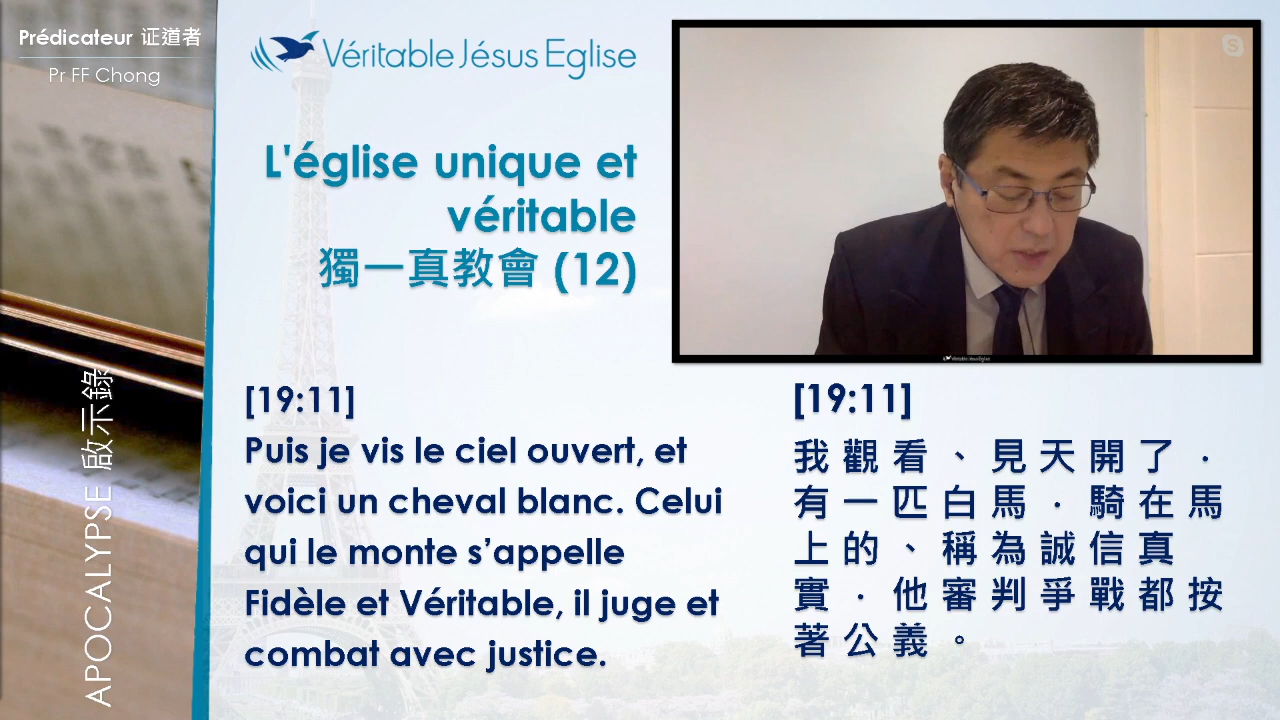 Prédicateur 证道者
Pr FF Chong
APOCALYPSE 啟示錄
Véritable Jésus Eglise
L'église unique et
véritable
獨一真教會 (12)
Véritable Jésus Eglise
[19:11]
Puis je vis le ciel ouvert, et
voici un cheval blanc. Celui
qui le monte s’appelle
Fidèle et Véritable, il juge et
combat avec justice.
[19:11]
我觀看、見天開了．
有一匹白馬．騎在馬
上的、稱為誠信真
實．他審判爭戰都按
著公義。